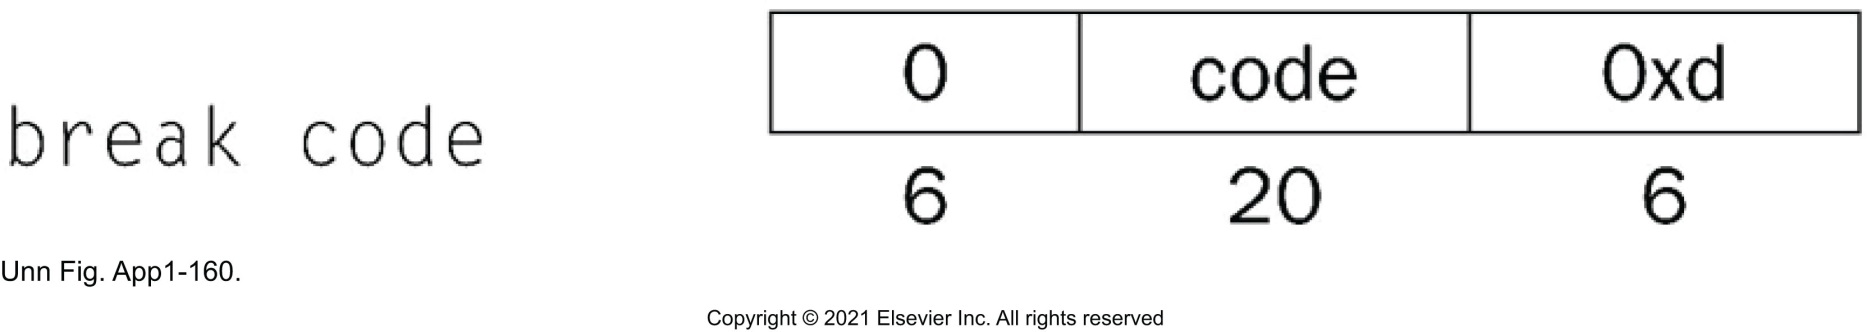 0 code 0xd
break code
6 20 6
Unn Fig. App1-160.
Copyright © 2021 Elsevier Inc. All rights reserved